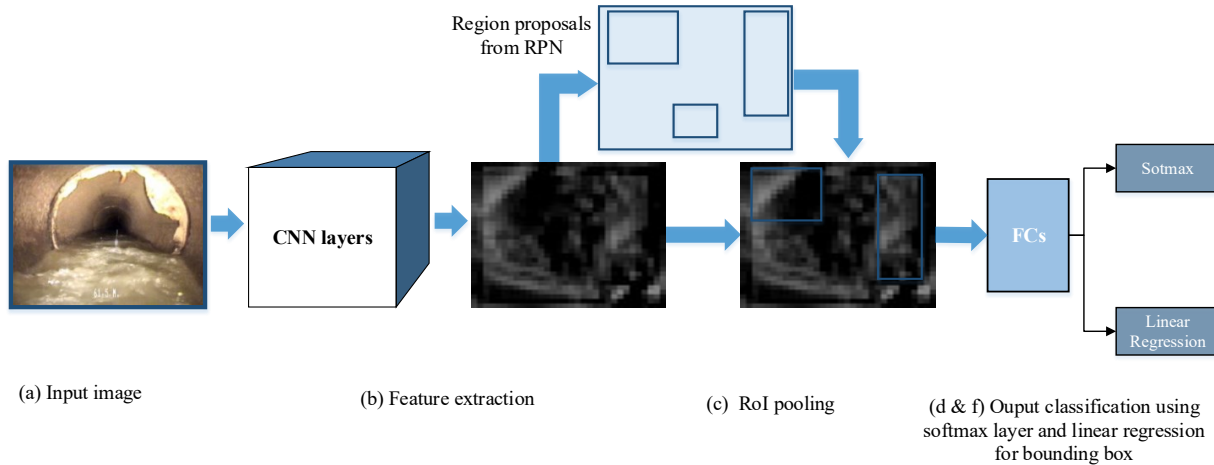 Region proposals
from RPN
CNN layers
FCs
Sotmax
Linear
Regression
(a) Input image
(b) Feature extraction
(c) RoI pooling
(d & f) Ouput classification using
softmax layer and linear regression
for bounding box